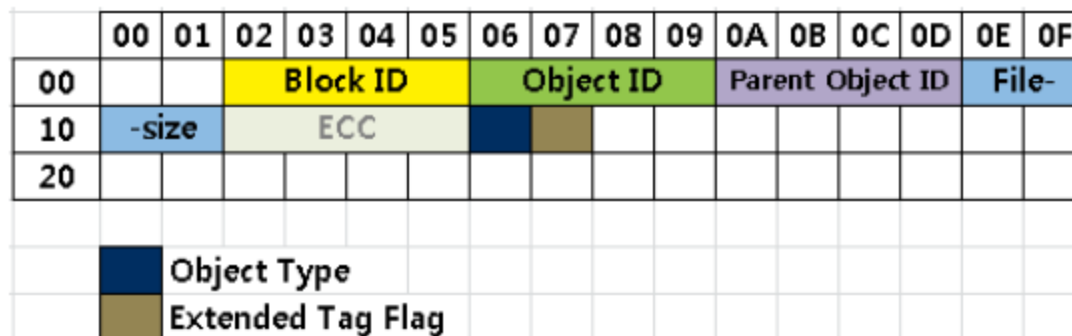 00 01 02 03 04 05 06 07 08 09 0A 0B 0C 0D 0E 0F
00 Block ID Object ID Parent Object ID File-
10 -size ECC
20
Object Type
Extended Tag Flag